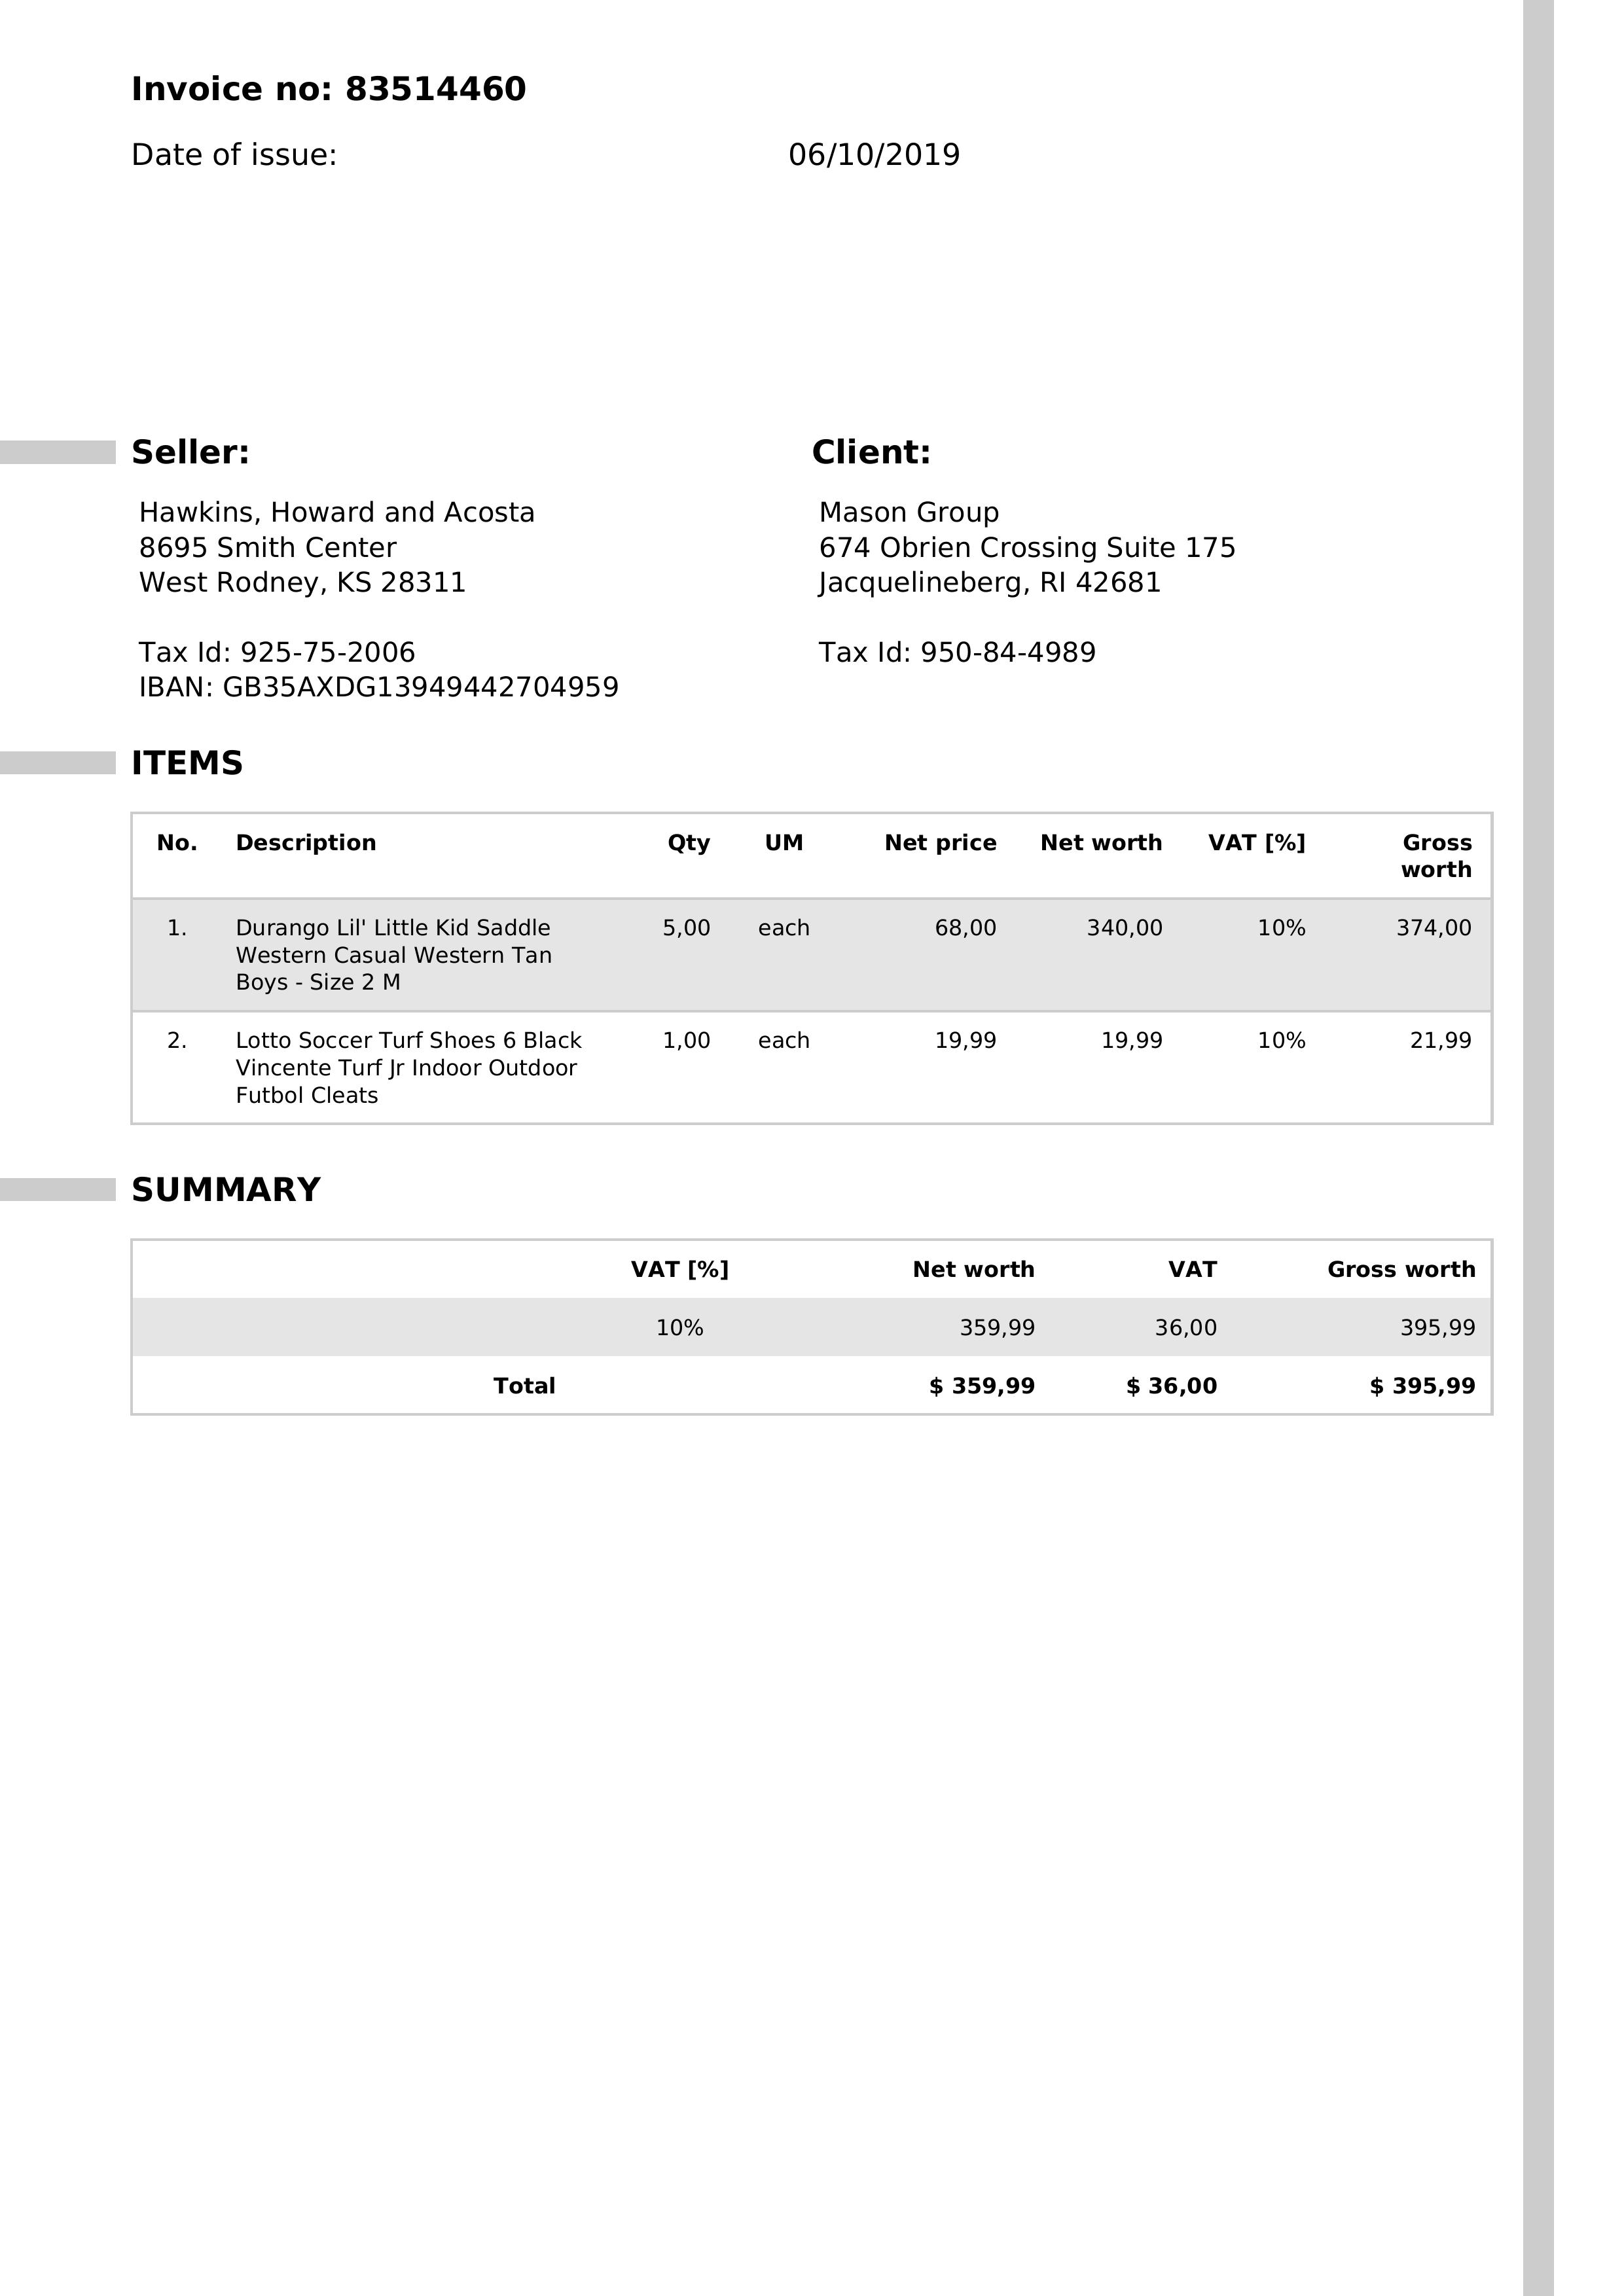 Invoice no: 83514460
Date of issue: 06/10/2019
Seller:
Hawkins, Howard and Acosta
8695 Smith Center
West Rodney, KS 28311
Tax Id: 925-75-2006
IBAN: GB35AXDG13949442704959
Client:
Mason Group
674 Obrien Crossing Suite 175
Jacquelineberg, RI 42681
Tax Id: 950-84-4989
ITEMS
No. Description Qty UM Net price Net worth VAT [%] Gross
worth
1. Durango Lil' Little Kid Saddle 5,00 each 68,00 340,00 10% 374,00
Western Casual Western Tan
Boys - Size 2 M
2. Lotto Soccer Turf Shoes 6 Black 1,00 each 19,99 19,99 10% 21,99
Vincente Turf Jr Indoor Outdoor
Futbol Cleats
SUMMARY
VAT [%] Net worth VAT Gross worth
10% 359,99 36,00 395,99
Total $ 359,99 $ 36,00 $ 395,99